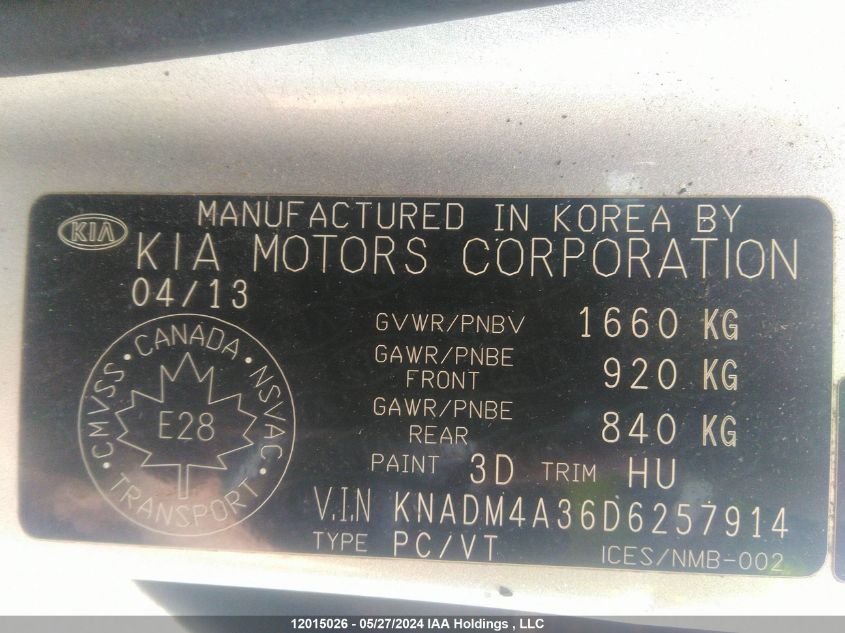 MANUFACTURED IN KOREA BY
KIA
KIA MOTORS CORPORATION
04/13
GVWR/PNBV 1660 KG
GAWR/PNBE FRONT 920 KG
GAWR/PNBE REAR 840 KG
PAINT 3D TRIM HU
V.I.N KNADM4A36D6257914
TYPE PC/VT ICES/NMB-002
CANADA
CMVSS · NSVAC
E28
TRANSPORT
12015026 - 05/27/2024 IAA Holdings , LLC